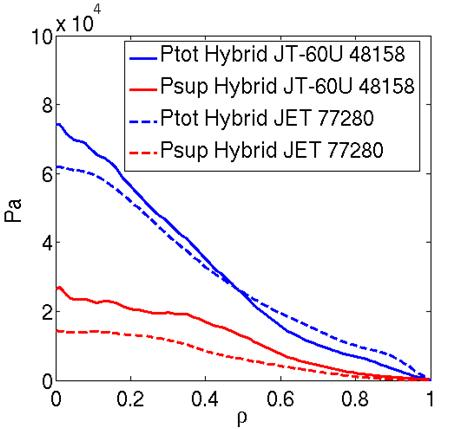 x 10^4
10
Ptot Hybrid JT-60U 48158
Psup Hybrid JT-60U 48158
Ptot Hybrid JET 77280
Psup Hybrid JET 77280
8
6
Pa
4
2
0
0 0.2 0.4 0.6 0.8 1
ρ